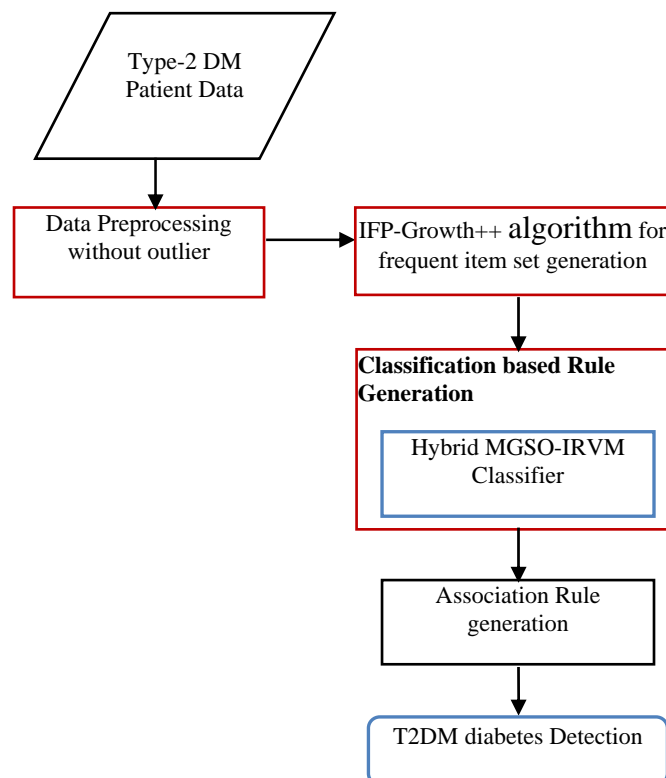 Type-2 DM
Patient Data
Data Preprocessing
without outlier
IFP-Growth++ algorithm for
frequent item set generation
Classification based Rule
Generation
Hybrid MGSO-IRVM
Classifier
Association Rule
generation
T2DM diabetes Detection